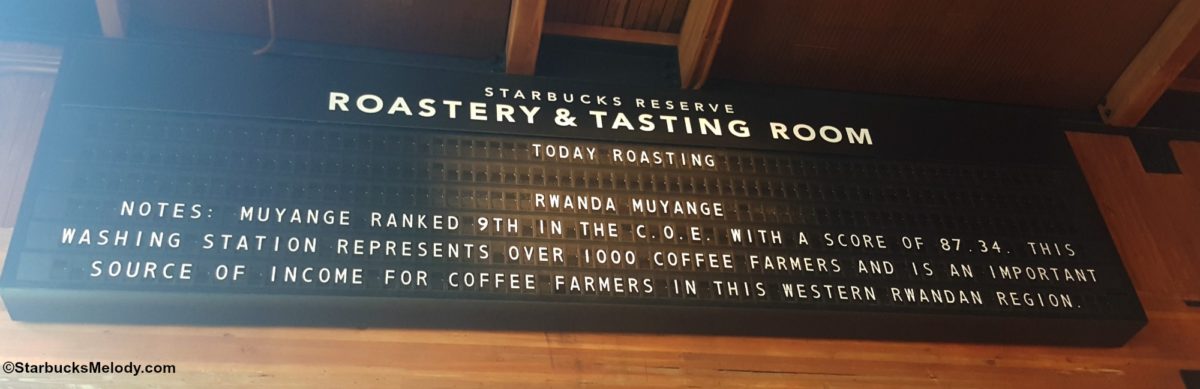 STARBUCKS RESERVE
ROASTERY & TASTING ROOM
TODAY ROASTING
RWANDA MUYANGE
NOTES: MUYANGE RANKED 9TH IN THE C.O.E. WITH A SCORE OF 87.34. THIS
WASHING STATION REPRESENTS OVER 1000 COFFEE FARMERS AND IS AN IMPORTANT
SOURCE OF INCOME FOR COFFEE FARMERS IN THIS WESTERN RWANDAN REGION.
©StarbucksMelody.com